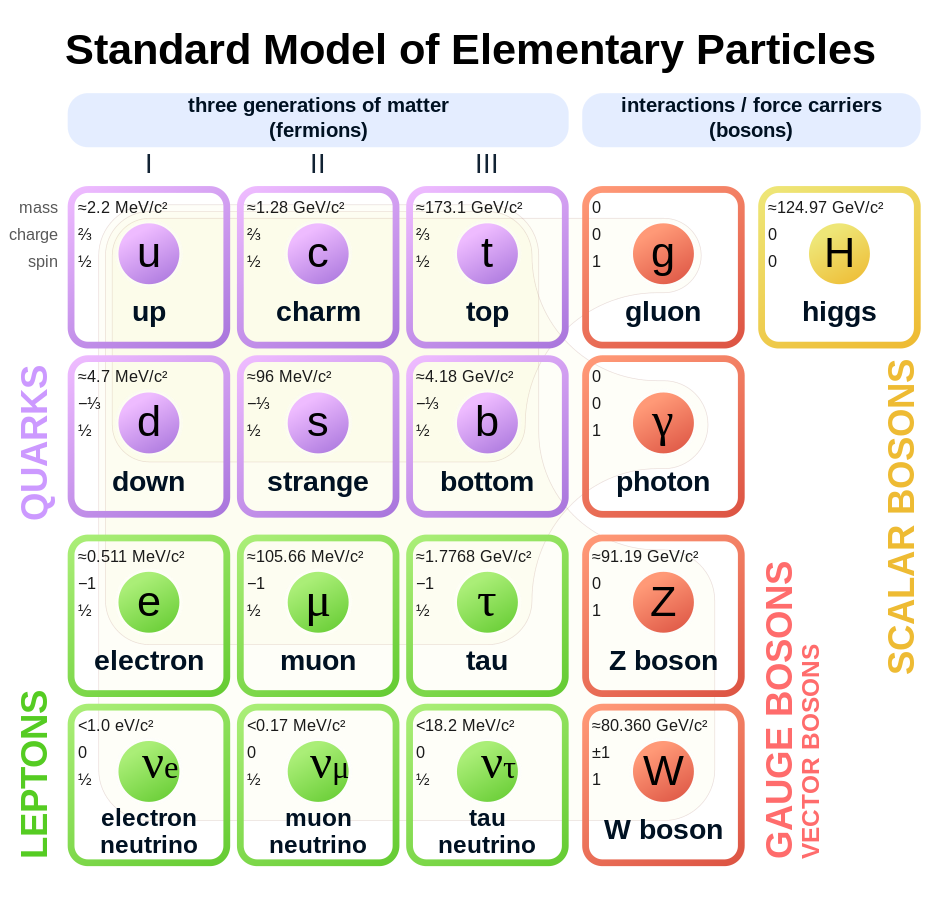 Standard Model of Elementary Particles
three generations of matter
(fermions)
interactions / force carriers
(bosons)
I
II
III
mass
charge
spin
≈2.2 MeV/c²
⅔
½
u
up
≈1.28 GeV/c²
⅔
½
c
charm
≈173.1 GeV/c²
⅔
½
t
top
0
0
1
g
gluon
≈124.97 GeV/c²
0
0
H
higgs
QUARKS
≈4.7 MeV/c²
−⅓
½
d
down
≈96 MeV/c²
−⅓
½
s
strange
≈4.18 GeV/c²
−⅓
½
b
bottom
0
0
1
γ
photon
SCALAR BOSONS
LEPTONS
≈0.511 MeV/c²
−1
½
e
electron
≈105.66 MeV/c²
−1
½
μ
muon
≈1.7768 GeV/c²
−1
½
τ
tau
≈91.19 GeV/c²
0
1
Z
Z boson
<1.0 eV/c²
0
½
νe
electron
neutrino
<0.17 MeV/c²
0
½
νμ
muon
neutrino
<18.2 MeV/c²
0
½
ντ
tau
neutrino
≈80.360 GeV/c²
±1
1
W
W boson
GAUGE BOSONS
VECTOR BOSONS